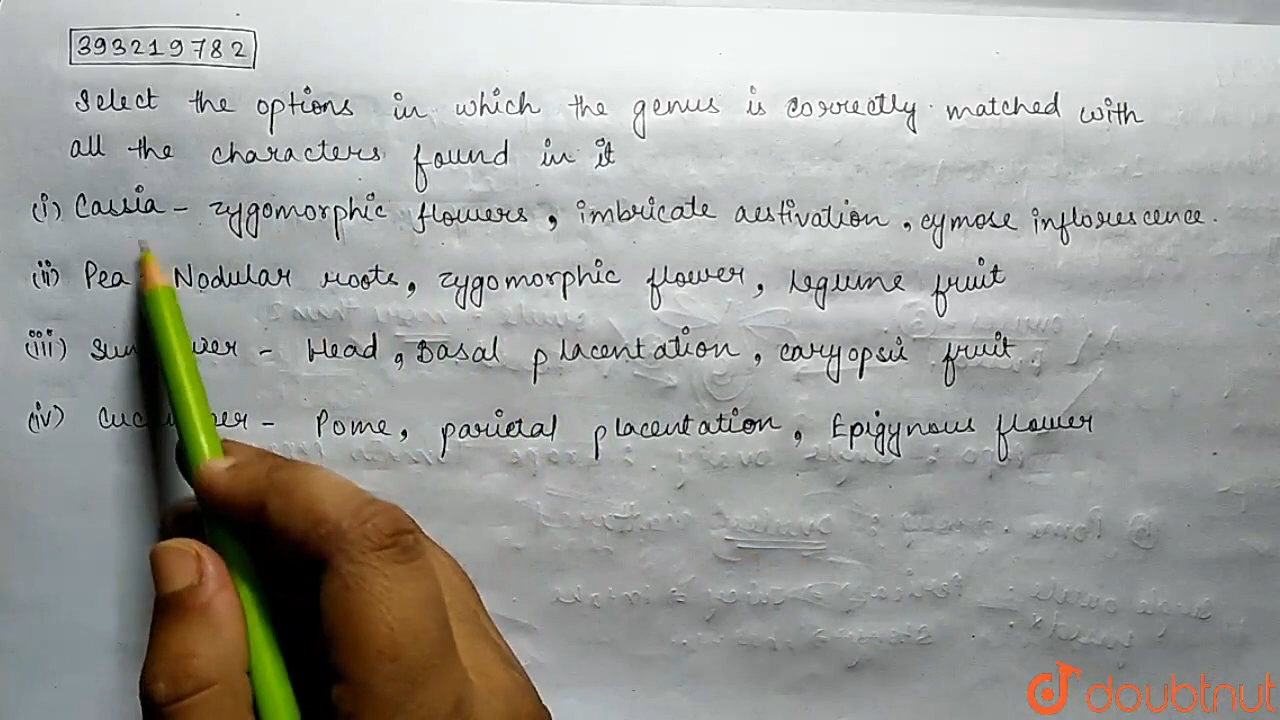 393219782
Select the options in which the genus is correctly matched with
all the characters found in it
(i) Cassia - zygomorphic flowers, imbricate aestivation, cymose inflorescence.
(ii) Pea Nodular roots, zygomorphic flower, legume fruit
(iii) - Head, Basal placentation, caryopsis fruit
(iv) - Pome, parietal placentation, Epigynous flower
doubtnut